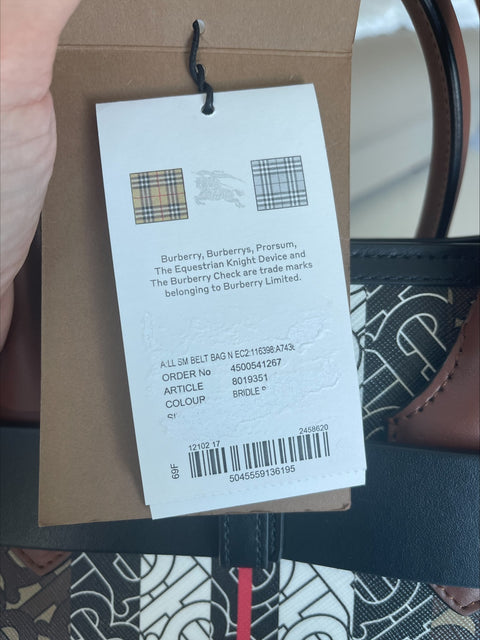 Burberry, Burberrys, Prorsum,
The Equestrian Knight Device and
The Burberry Check are trade marks
belonging to Burberry Limited.
A:LL SM BELT BAG N EC2:116398:A743
ORDER No 4500541267
ARTICLE 8019351
COLOUR BRIDLE
12102 17 2458620
69F
5045559136195